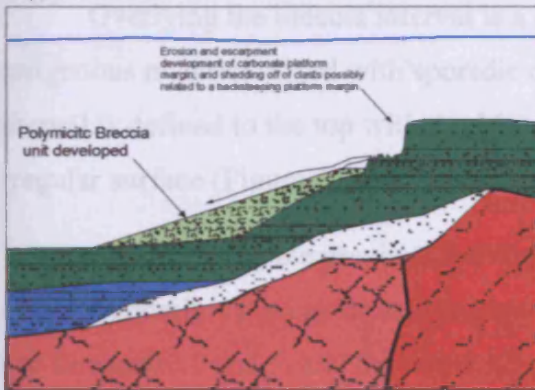 Erosion and escarpment
development of carbonate platform
margin, and shedding off of clasts possibly
related to a backstepping platform margin
Polymicitc Breccia
unit developed